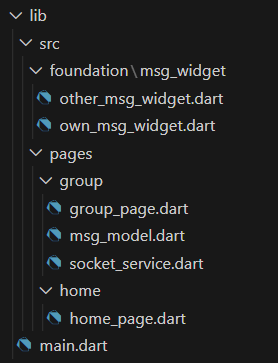 lib
src
foundation\msg_widget
other_msg_widget.dart
own_msg_widget.dart
pages
group
group_page.dart
msg_model.dart
socket_service.dart
home
home_page.dart
main.dart